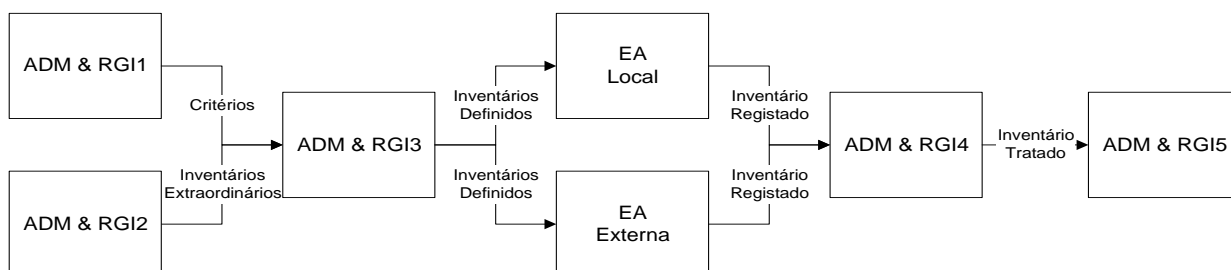 ADM & RGI1
Critérios
ADM & RGI2
Inventários
Extraordinários
ADM & RGI3
Inventários
Definidos
Inventários
Definidos
EA
Local
EA
Externa
Inventário
Registado
Inventário
Registado
ADM & RGI4
Inventário
Tratado
ADM & RGI5